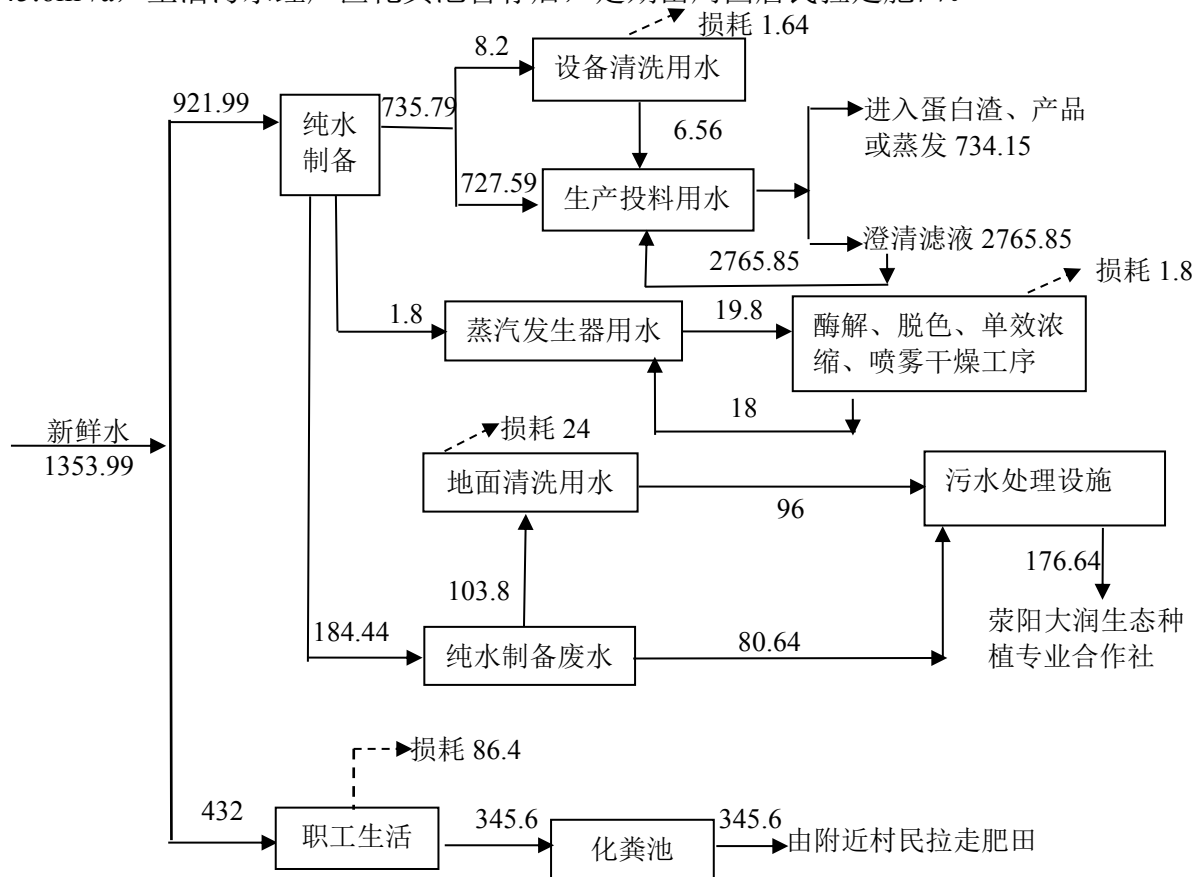 损耗 1.64
8.2
设备清洗用水
921.99
纯水
制备
735.79
6.56
进入蛋白渣、产品
或蒸发 734.15
727.59
生产投料用水
澄清滤液 2765.85
2765.85
损耗 1.8
1.8
蒸汽发生器用水
19.8
酶解、脱色、单效浓
缩、喷雾干燥工序
18
新鲜水
1353.99
损耗 24
地面清洗用水
96
污水处理设施
176.64
103.8
184.44
纯水制备废水
80.64
荥阳大润生态种
植专业合作社
损耗 86.4
432
职工生活
345.6
化粪池
345.6
由附近村民拉走肥田